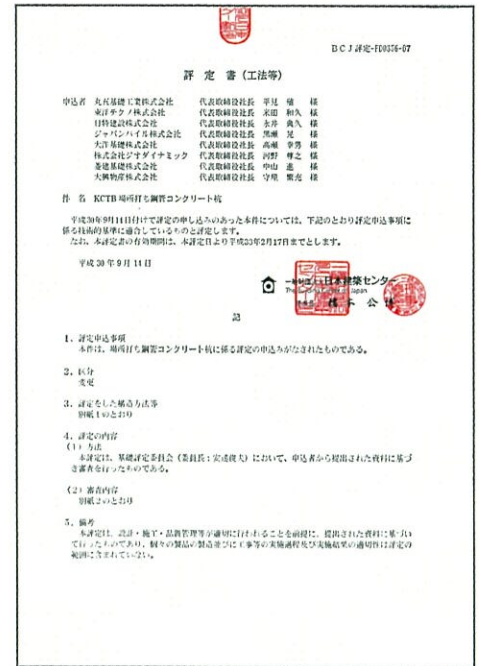 BCJ評定-FD0356-07
評 定 書（工法等）
申込者 丸五基礎工業株式会社 代表取締役社長 様
東洋テクノ株式会社 代表取締役社長 和久 様
日特建設株式会社 代表取締役社長 永井 典久 様
ジャパンパイル株式会社 代表取締役社長 黒瀬 晃 様
大洋基礎株式会社 代表取締役社長 高瀬 様
株式会社ジオダイナミック 代表取締役社長 河野 様
菱建基礎株式会社 代表取締役社長 中山 進 様
大興物産株式会社 代表取締役社長 守屋 様
件 名 KCTB 場所打ち鋼管コンクリート杭
平成30年9月14日付けで評定の申し込みのあった本件については、下記のとおり評定申込事項に
係る技術的基準に適合しているものと評定します。
なお、本評定書の有効期間は、本評定日より平成33年2月17日までとします。
平成 30 年 9 月 14 日
一般財団法人日本建築センター
The Building Center of Japan
橋本 公博
記
1．評定申込事項
本件は、場所打ち鋼管コンクリート杭に係る評定の申込みがなされたものである。
2．区分
変更
3．評定をした構造方法等
別紙1のとおり
4．評定の内容
（1）方法
本評定は、基礎評定委員会（委員長：安達俊夫）において、申込者から提出された資料に基づ
き審査を行ったものである。
（2）審査内容
別紙2のとおり
5．備考
本評定は、設計・施工・品質管理等が適切に行われることを前提に、提出された資料に基づい
て行ったものであり、個々の製品の製造並びに工事等の実施過程及び実施結果の適切性は評定の
範囲に含まれていない。